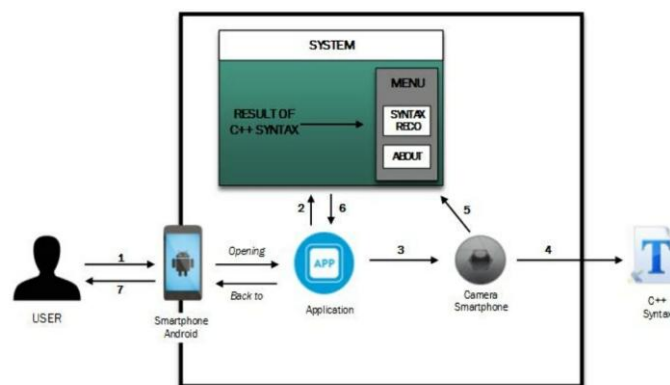 SYSTEM
MENU
RESULT OF
C++ SYNTAX
SYNTAX
RECO
ABOUT
2
6
5
1
Opening
APP
3
4
T
7
Back to
USER
Smartphone
Android
Application
Camera
Smartphone
C++
Syntax